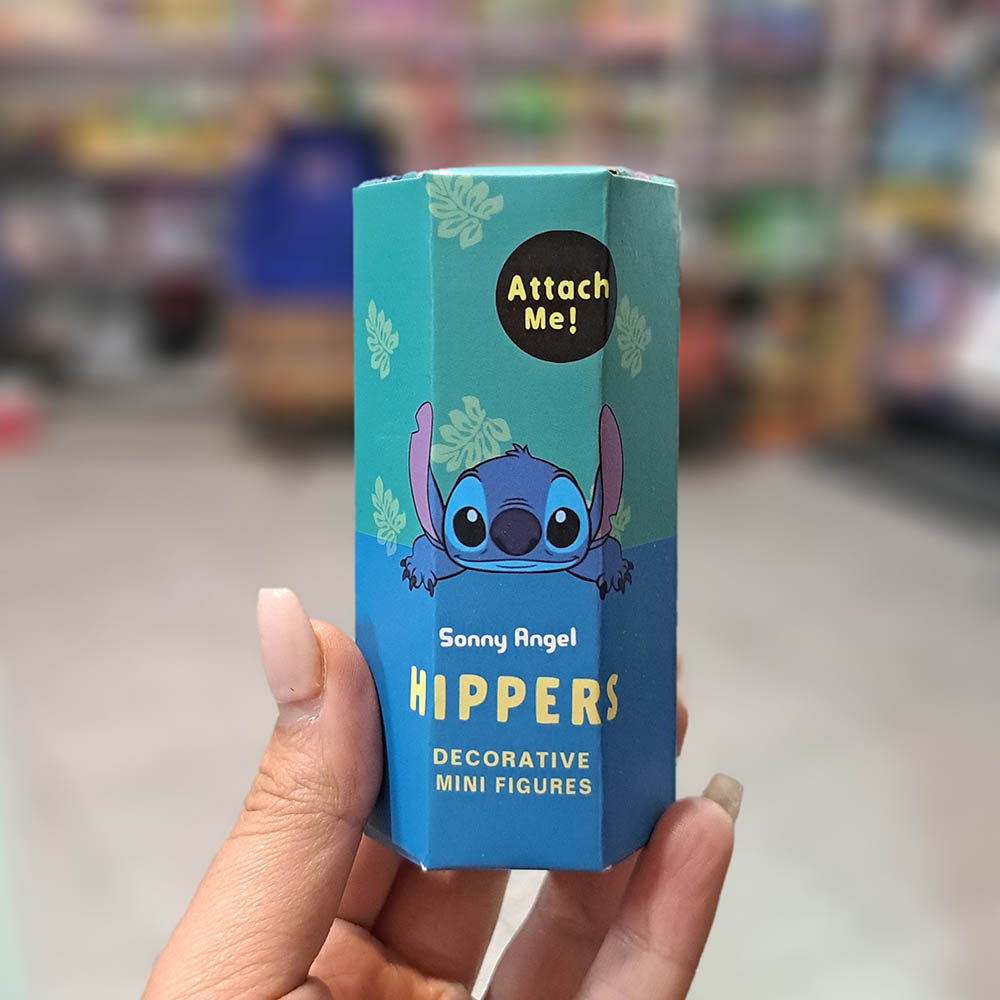 Attach
Me!
Sonny Angel
HIPPERS
DECORATIVE
MINI FIGURES